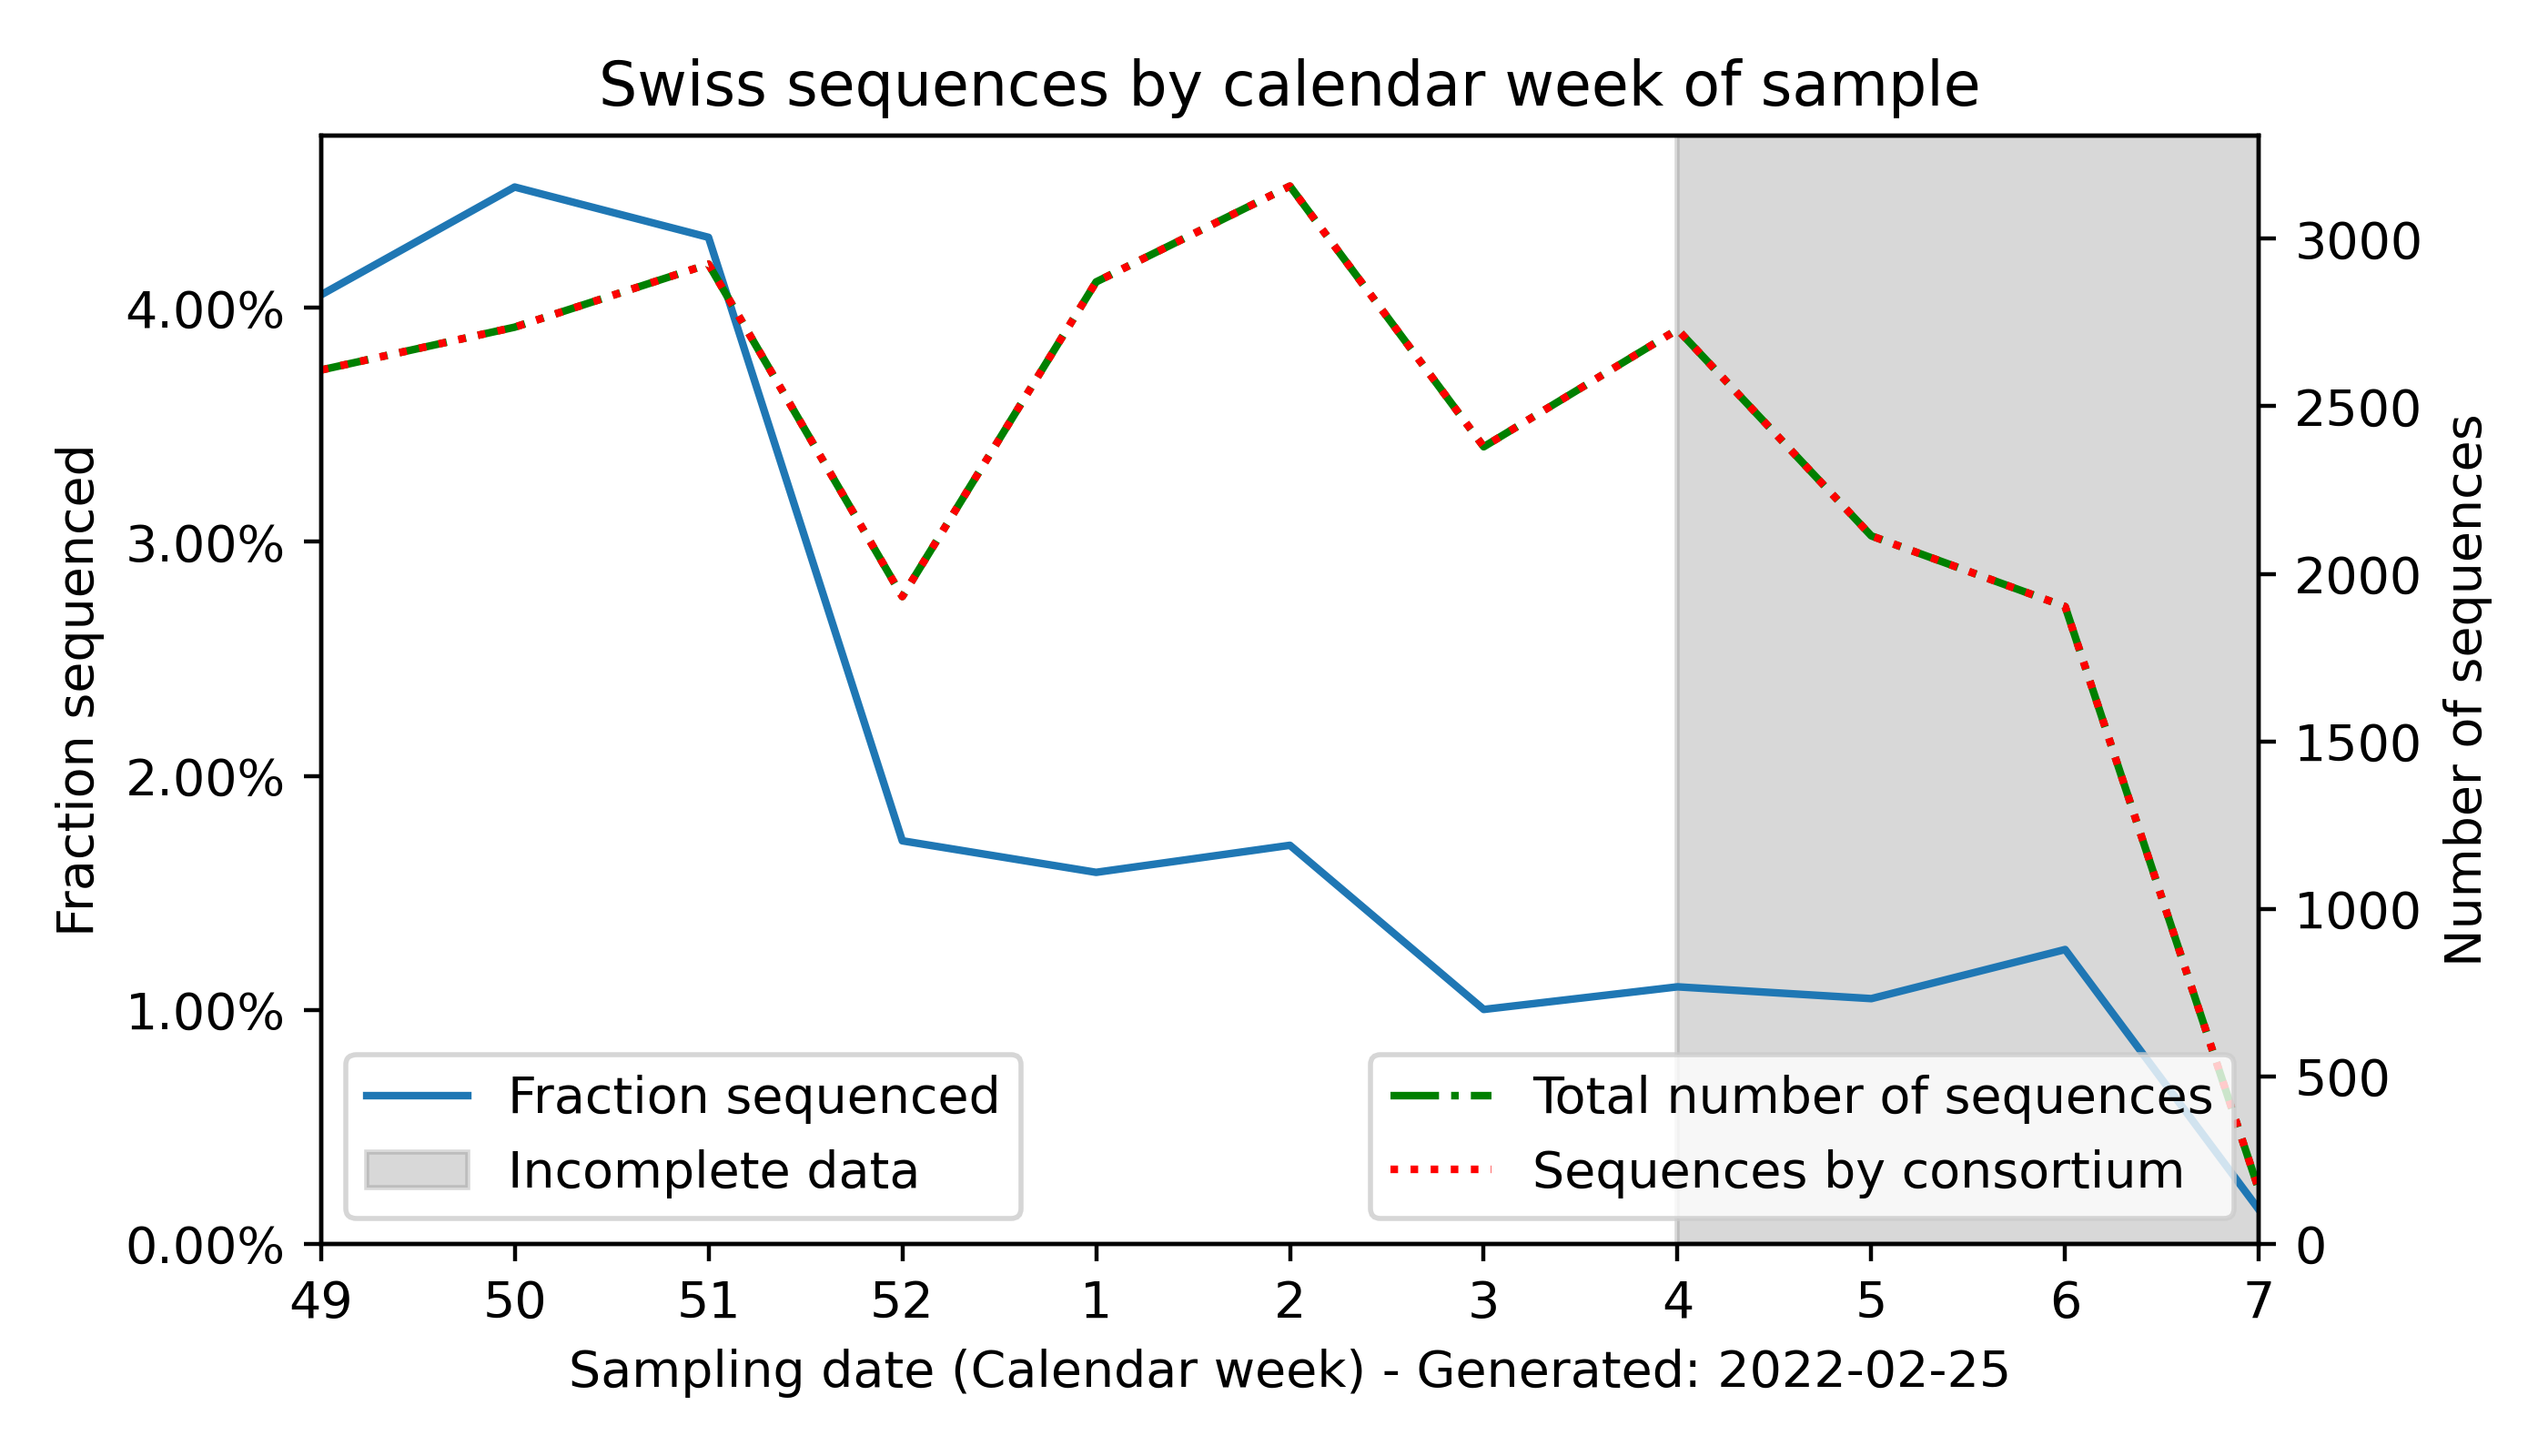 Swiss sequences by calendar week of sample
Fraction sequenced
4.00%
3.00%
2.00%
1.00%
0.00%
3000
2500
2000
1500
1000
500
0
Number of sequences
Fraction sequenced
Incomplete data
Total number of sequences
Sequences by consortium
49 50 51 52 1 2 3 4 5 6 7
Sampling date (Calendar week) - Generated: 2022-02-25